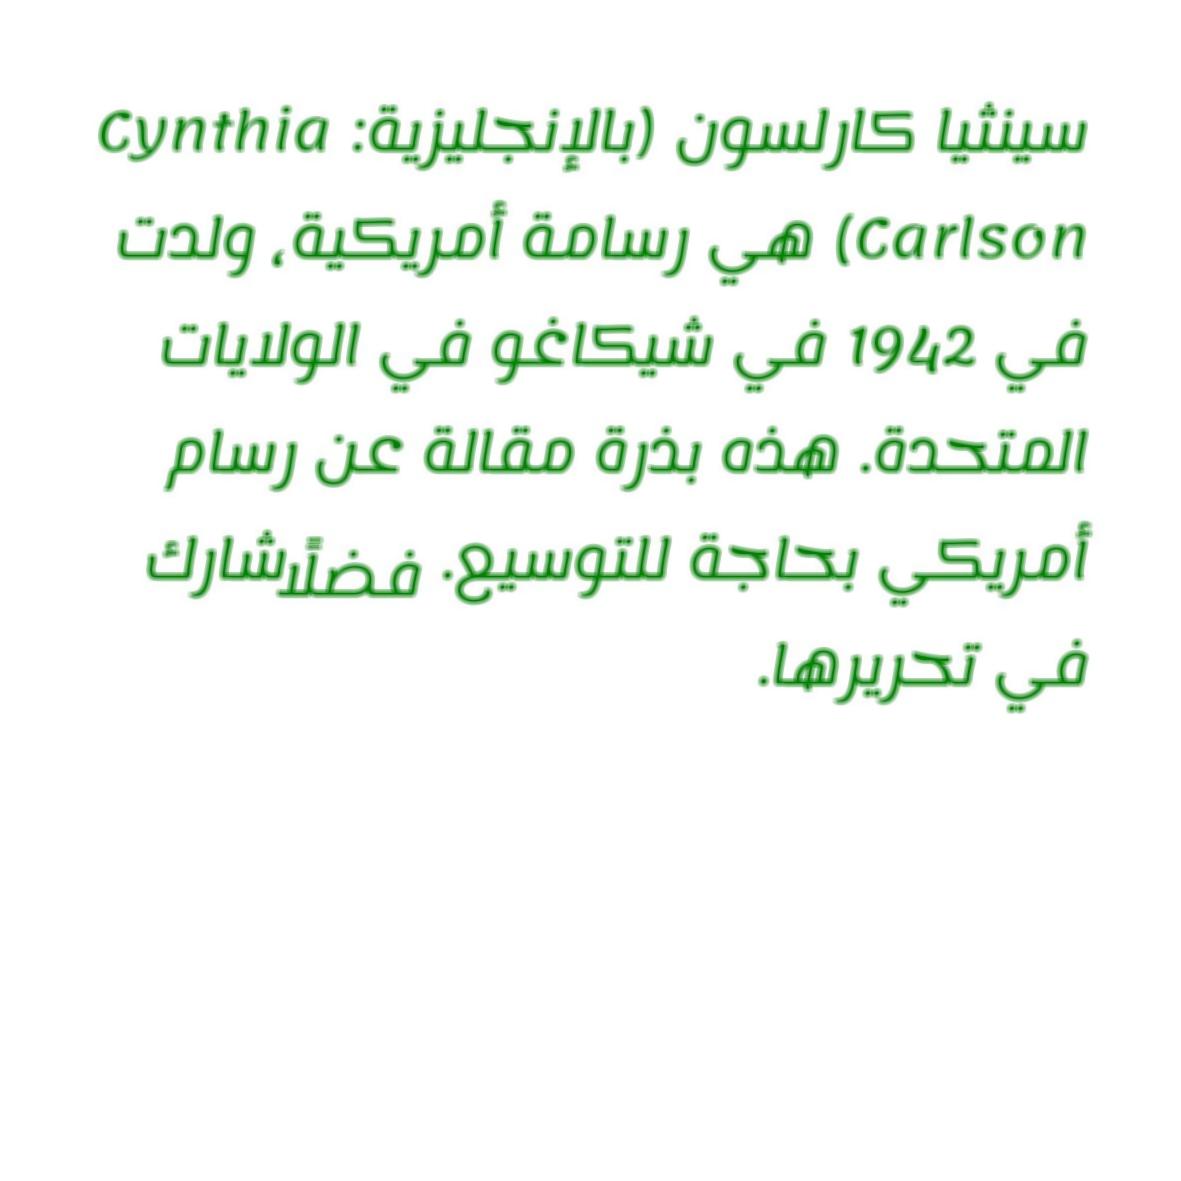 سينثيا كارلسون (بالإنجليزية: Cynthia
Carlson) هي رسامة أمريكية، ولدت
في 1942 في شيكاغو في الولايات
المتحدة. هذه بذرة مقالة عن رسام
أمريكي بحاجة للتوسيع. فضلًا شارك
في تحريرها.